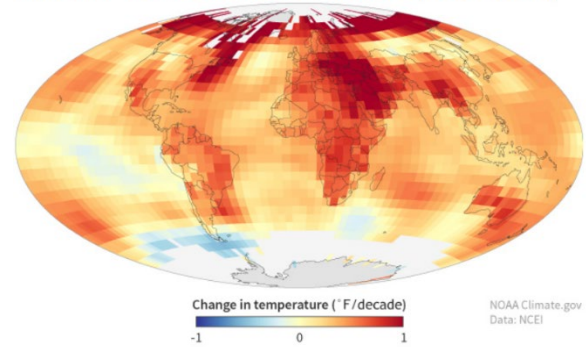 Change in temperature (°F/decade)
-1 0 1
NOAA Climate.gov
Data: NCEI